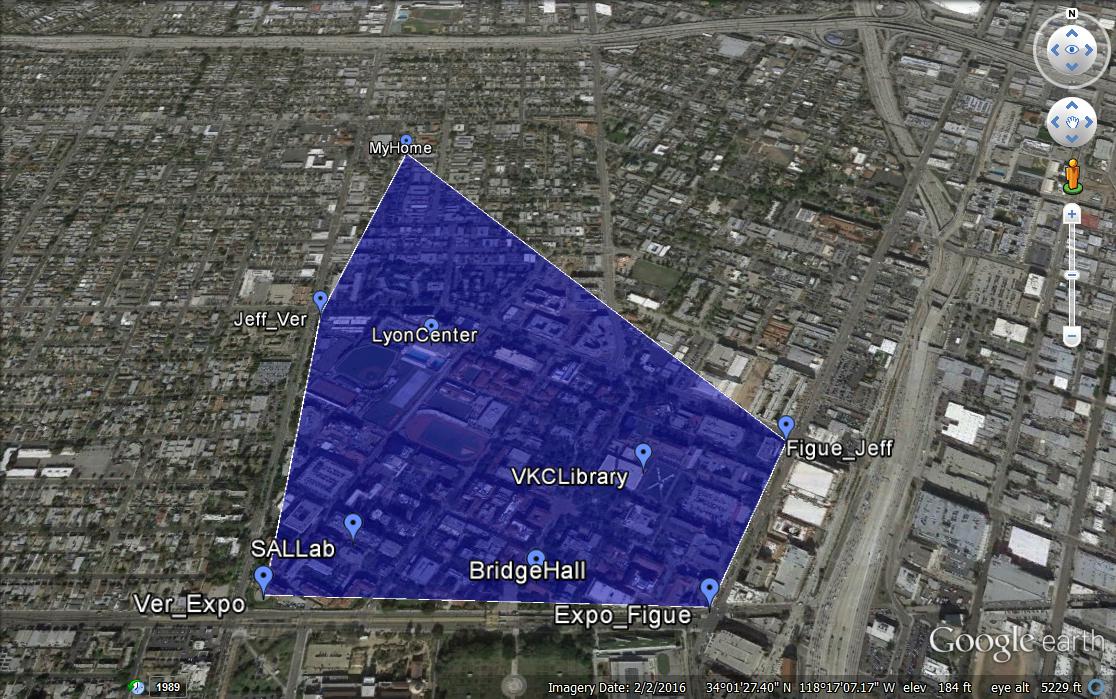 N
MyHome
Jeff_Ver
LyonCenter
Figue_Jeff
VKCLibrary
SALLab
BridgeHall
Ver_Expo
Expo_Figue
Google earth
1989
Imagery Date: 2/2/2016 34°01'27.40" N 118°17'07.17" W elev 184 ft eye alt 5229 ft